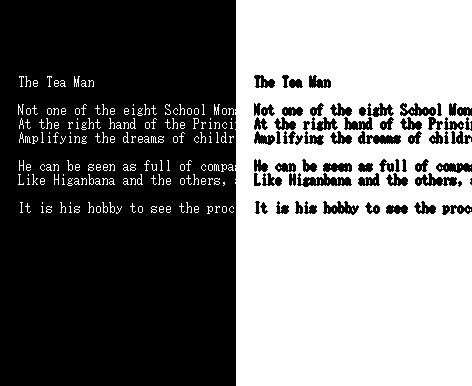 The Tea Man
Not one of the eight School Mon
At the right hand of the Princi
Amplifying the dreams of childr
He can be seen as full of compa
Like Higanbana and the others,
It is his hobby to see the proc
The Tea Man
Not one of the eight School Mon
At the right hand of the Princi
Amplifying the dreams of childr
He can be seen as full of compa
Like Higanbana and the others,
It is his hobby to see the proc